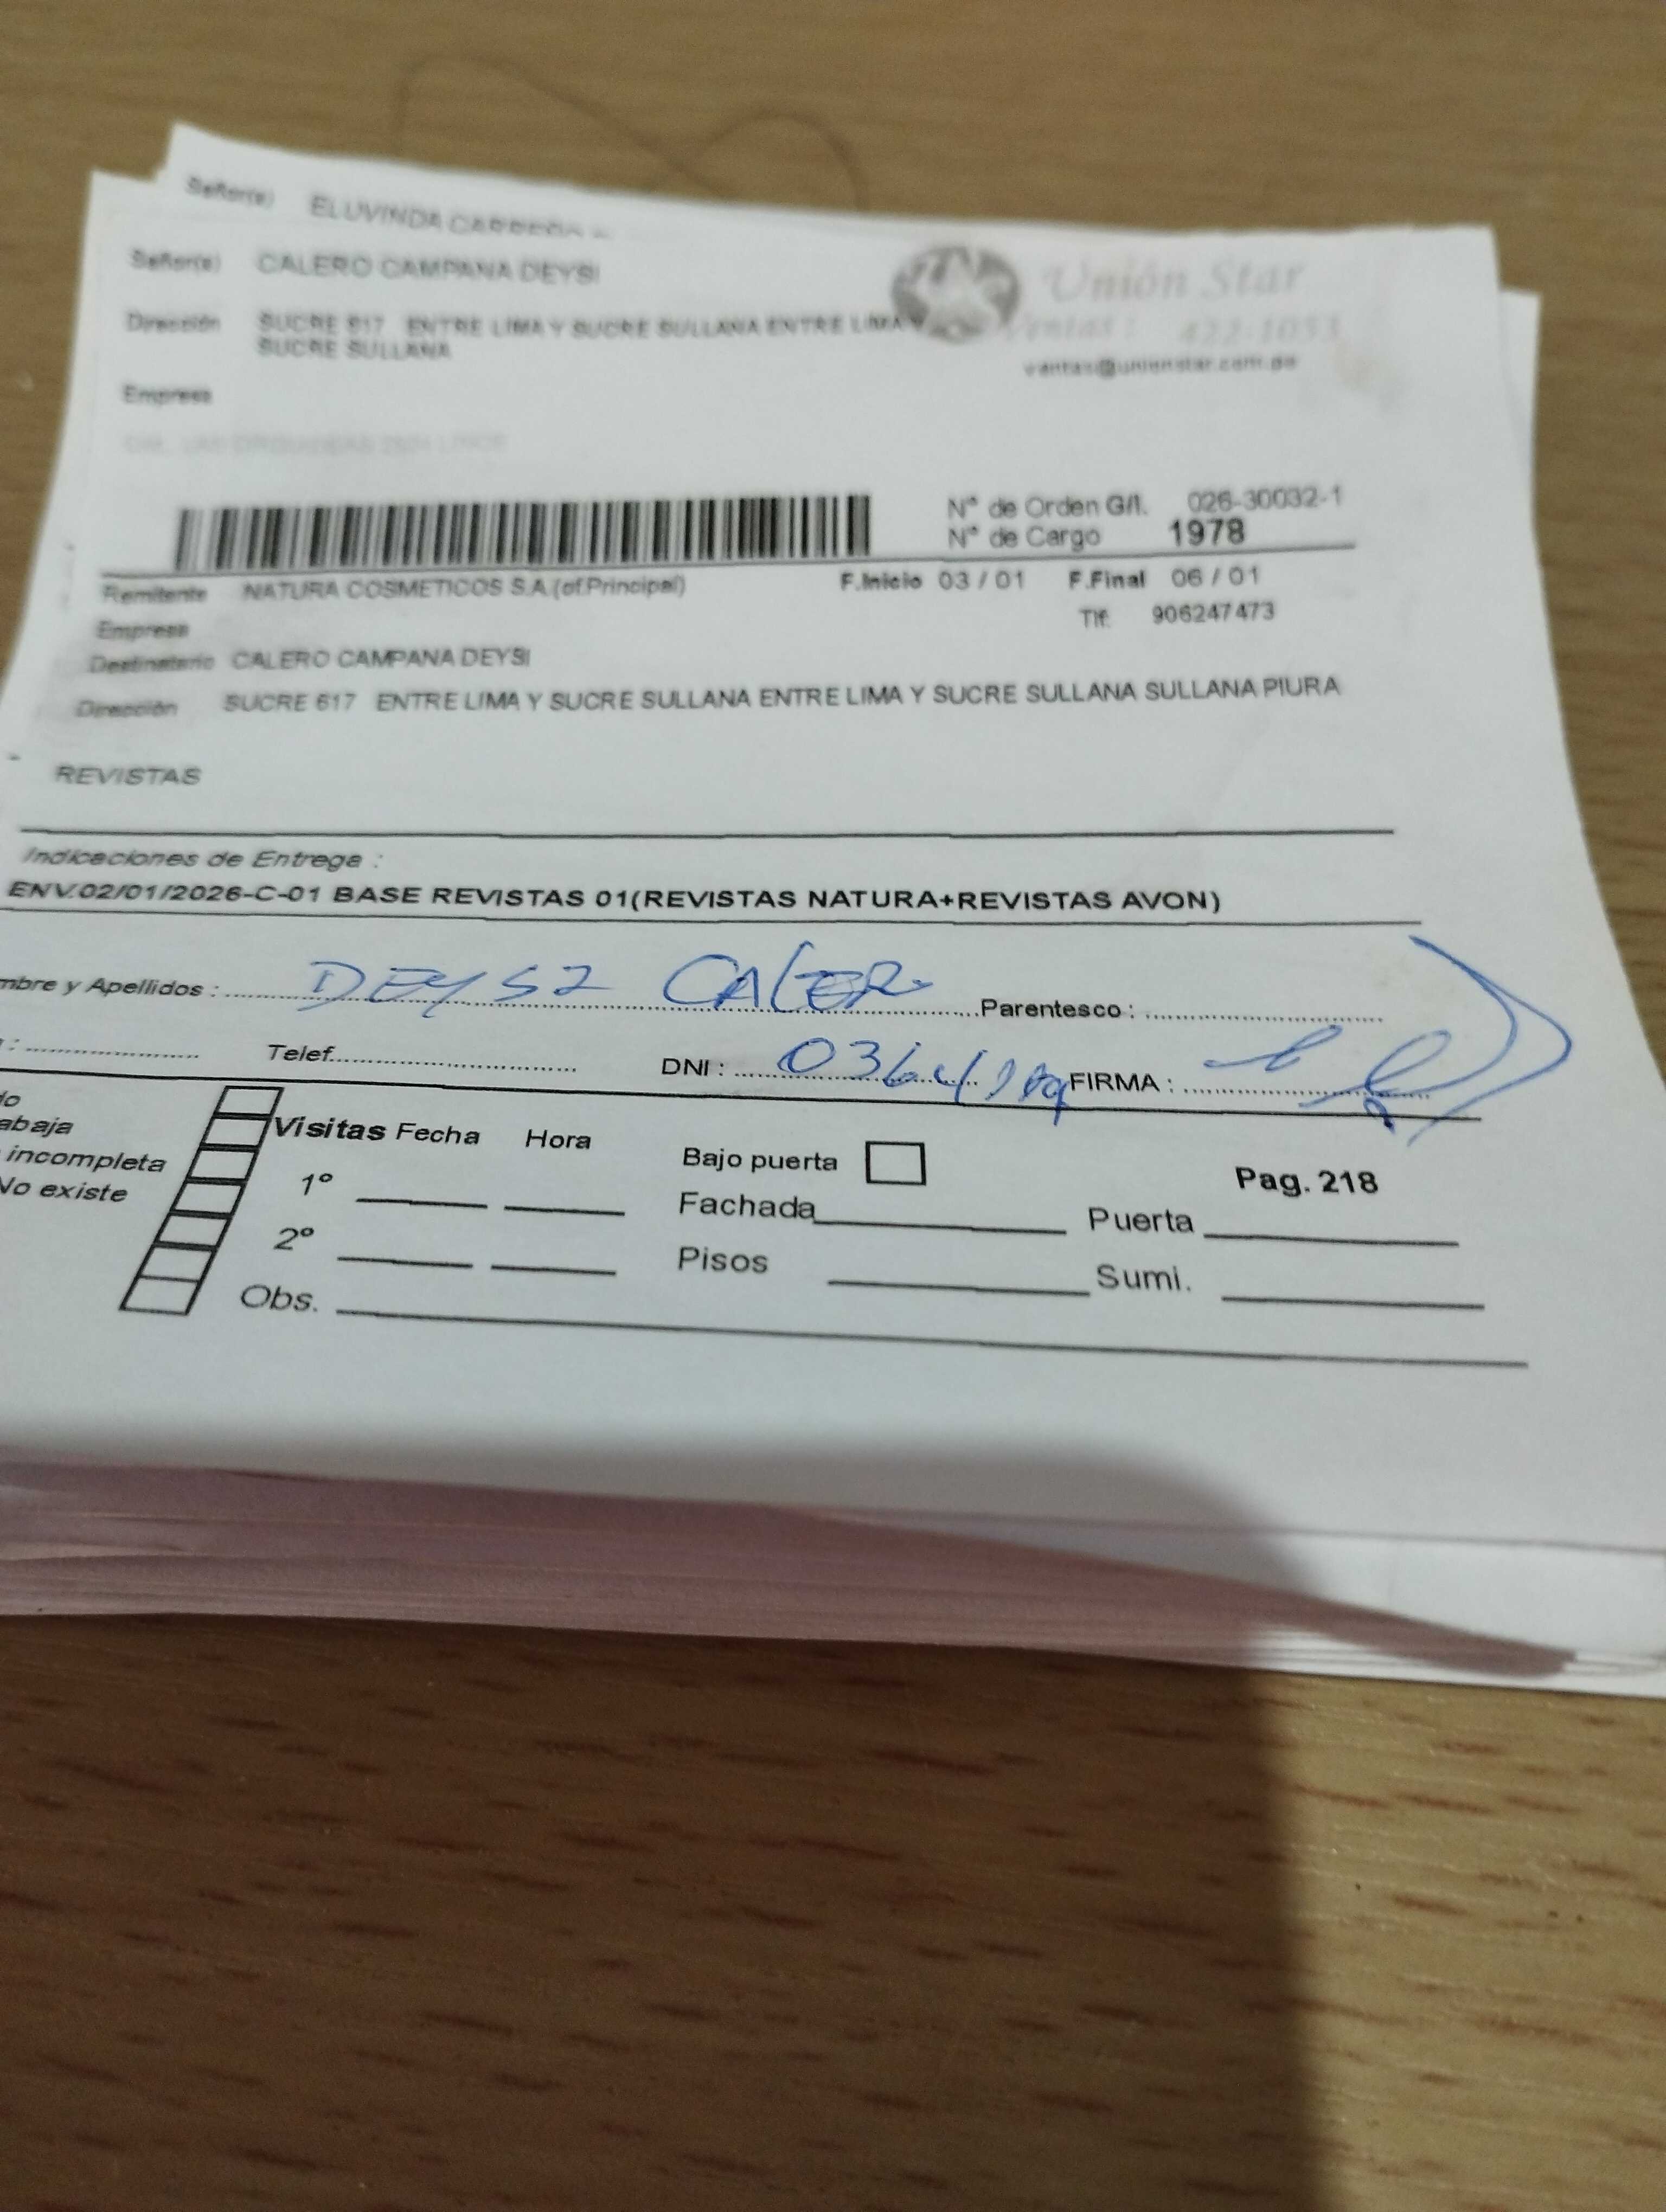 Señor(s) ELUVINDA
Señor(s) CALERO CAMPANA DEYSI
Unión Star
Dirección SUCRE 617 ENTRE LIMA Y SUCRE SULLANA ENTRE LIMA Y
SUCRE SULLANA
Ventas: 422-1053
ventas@unionstar.com.pe
Empresa
N° de Orden G/I. 026-30032-1
N° de Cargo 1978
Remitente NATURA COSMETICOS S.A.(of.Principal) F.Inicio 03 / 01 F.Final 06 / 01
Empresa Tlf: 906247473
Destinatario CALERO CAMPANA DEYSI
Dirección SUCRE 617 ENTRE LIMA Y SUCRE SULLANA ENTRE LIMA Y SUCRE SULLANA SULLANA PIURA
REVISTAS
Indicaciones de Entrega :
ENV.02/01/2026-C-01 BASE REVISTAS 01(REVISTAS NATURA+REVISTAS AVON)
mbre y Apellidos : DEYSI CALERO Parentesco :
: Telef. DNI : FIRMA :
do
abaja
incompleta
No existe
Visitas Fecha Hora
1°
2°
Obs.
Bajo puerta
Pag. 218
Fachada Puerta
Pisos Sumi.